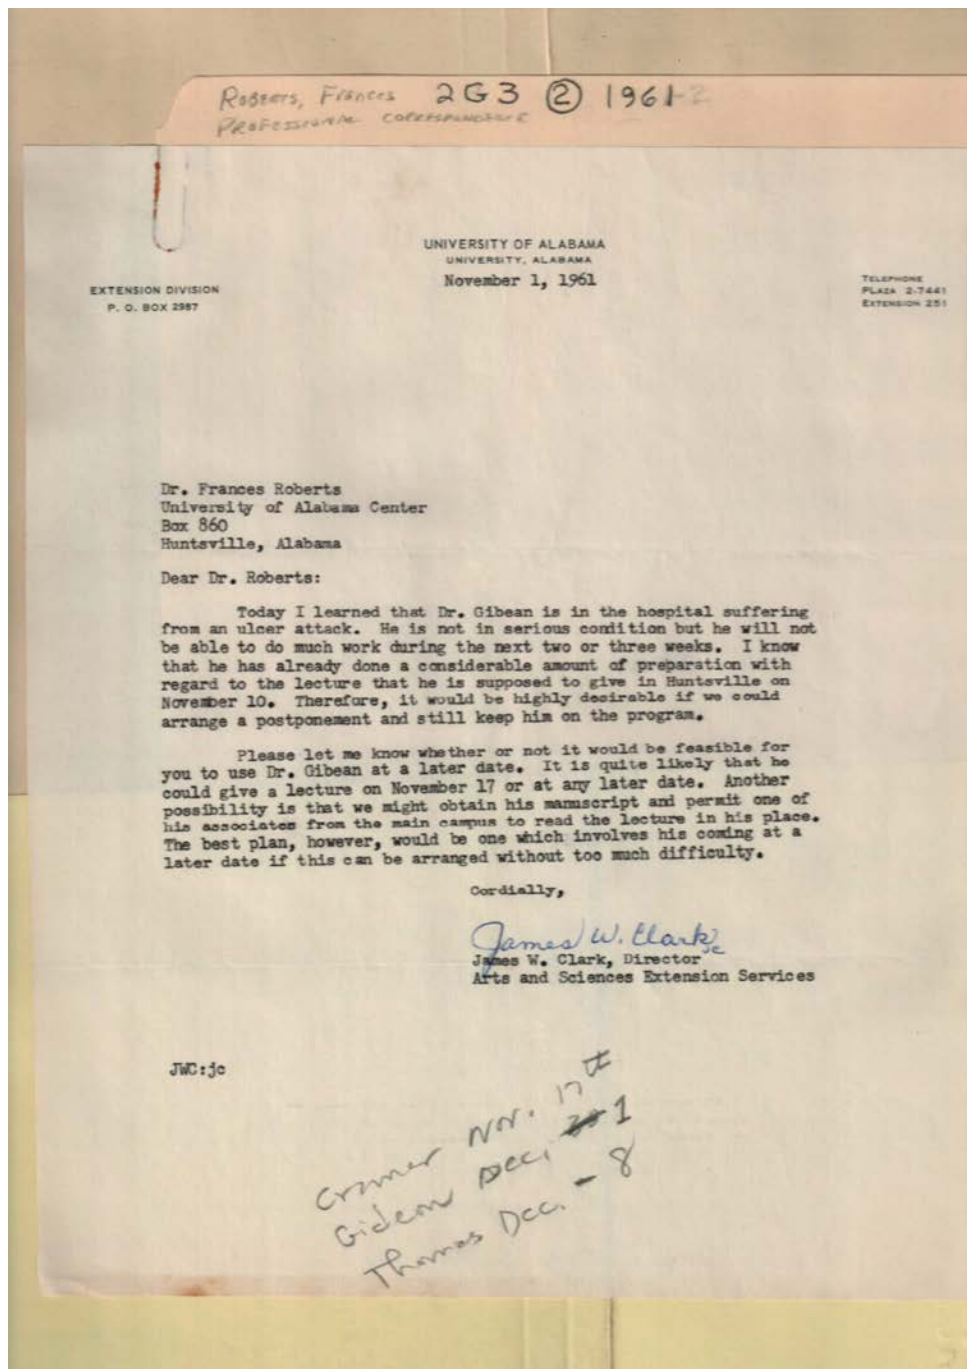 Roberts, Frances 2G3 ② 1961-2
Professional Correspondence
UNIVERSITY OF ALABAMA
UNIVERSITY, ALABAMA
November 1, 1961
EXTENSION DIVISION
P. O. BOX 2987
TELEPHONE
PLAZA 2-7441
EXTENSION 251
Dr. Frances Roberts
University of Alabama Center
Box 860
Huntsville, Alabama
Dear Dr. Roberts:
Today I learned that Dr. Gibean is in the hospital suffering
from an ulcer attack. He is not in serious condition but he will not
be able to do much work during the next two or three weeks. I know
that he has already done a considerable amount of preparation with
regard to the lecture that he is supposed to give in Huntsville on
November 10. Therefore, it would be highly desirable if we could
arrange a postponement and still keep him on the program.
Please let me know whether or not it would be feasible for
you to use Dr. Gibean at a later date. It is quite likely that he
could give a lecture on November 17 or at any later date. Another
possibility is that we might obtain his manuscript and permit one of
his associates from the main campus to read the lecture in his place.
The best plan, however, would be one which involves his coming at a
later date if this can be arranged without too much difficulty.
Cordially,
James W. Clark
jc
James W. Clark, Director
Arts and Sciences Extension Services
JWC:jc
Cramer Nov. 17th
Gideon Dec. 1
Thomas Dec. - 8